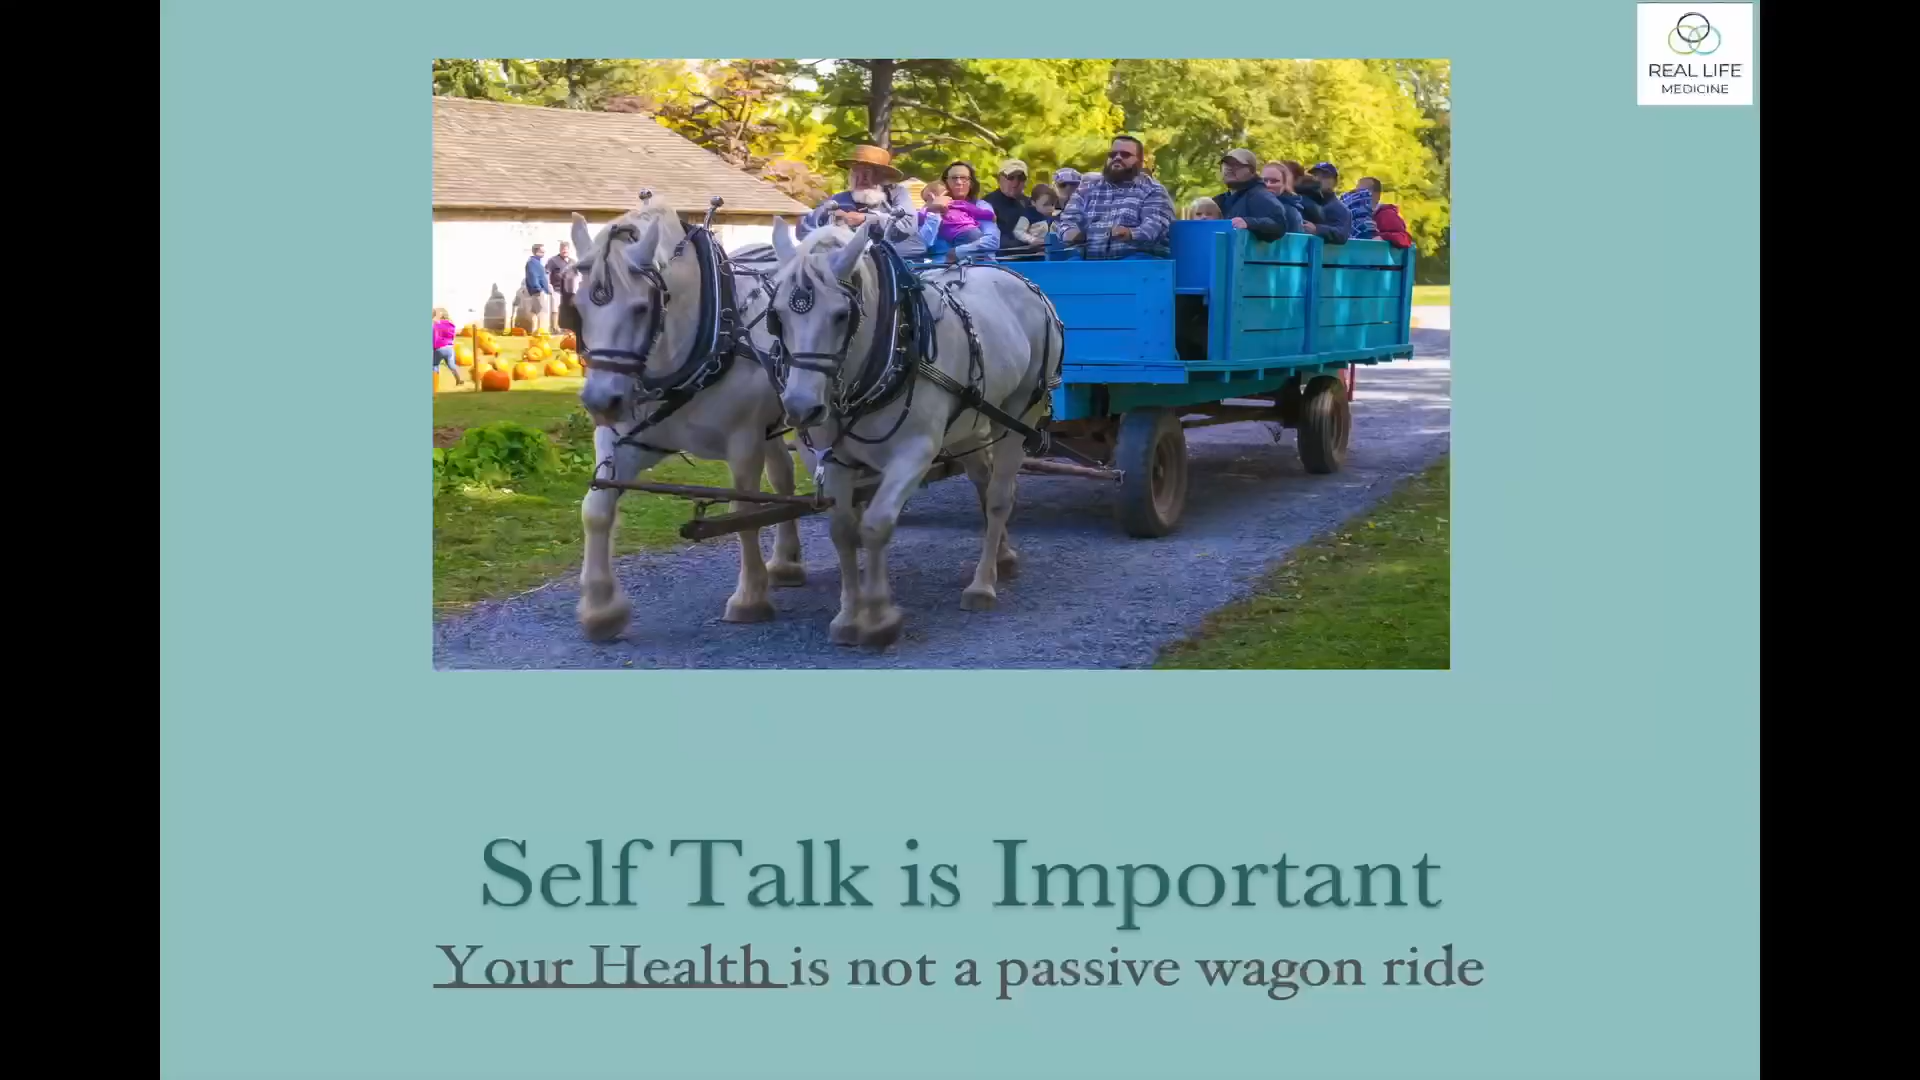 REAL LIFE
MEDICINE
Self Talk is Important
Your Health is not a passive wagon ride